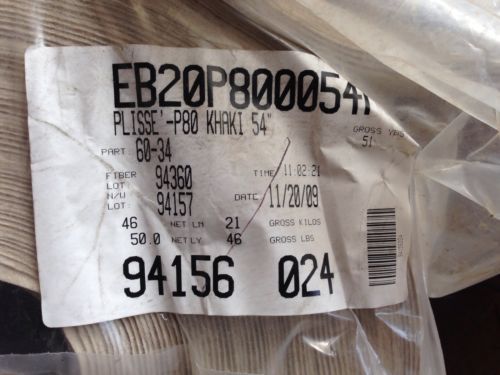 EB20P8000054
PLISSE'-P80 KHAKI 54"
GROSS YDS
51
PART: 60-34
FIBER LOT: 94360
TIME 11:02:21
N/W LOT: 94157
DATE 11/20/09
46 NET LM 21 GROSS KILOS
50.0 NET LY 46 GROSS LBS
94156 024